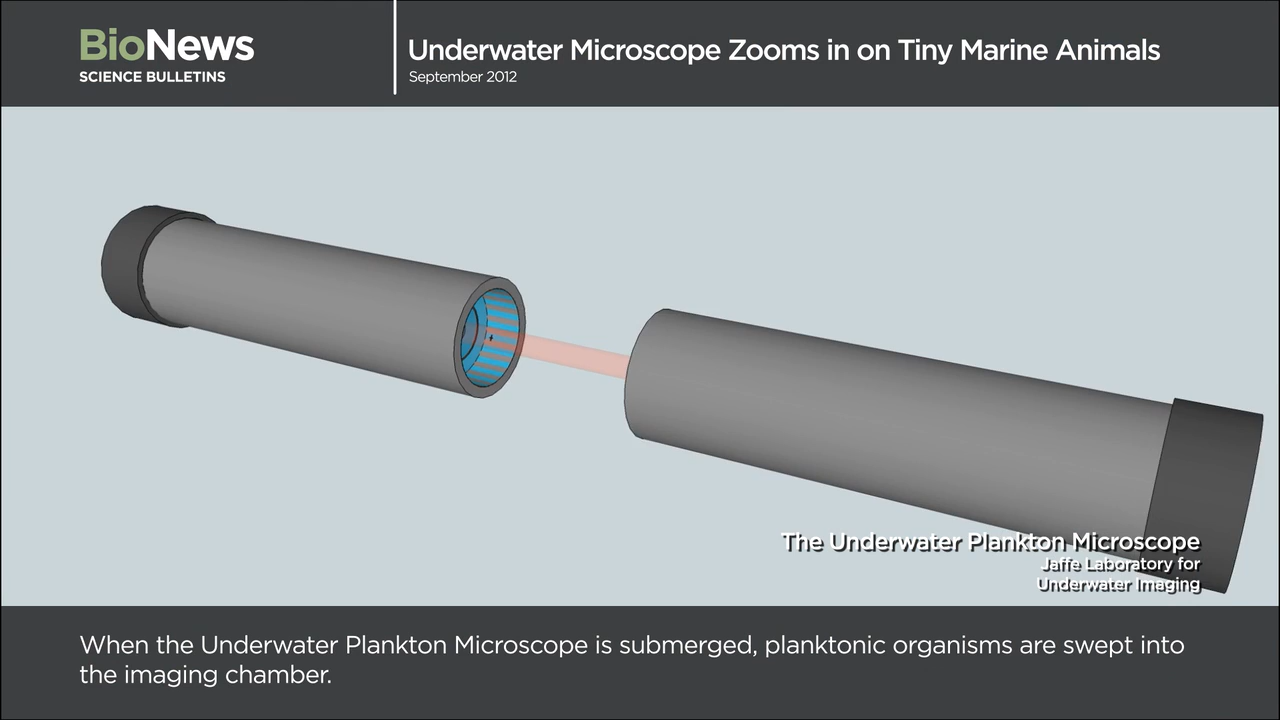 BioNews
SCIENCE BULLETINS
Underwater Microscope Zooms in on Tiny Marine Animals
September 2012
The Underwater Plankton Microscope
Jaffe Laboratory for
Underwater Imaging
When the Underwater Plankton Microscope is submerged, planktonic organisms are swept into
the imaging chamber.